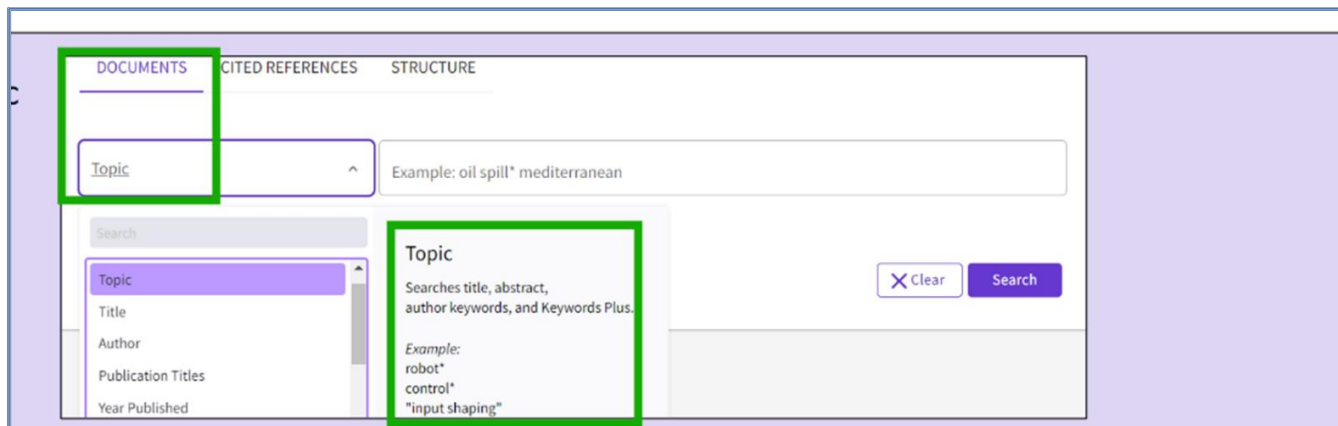 DOCUMENTS CITED REFERENCES STRUCTURE
Topic Example: oil spill* mediterranean
Search
Topic
Title
Author
Publication Titles
Year Published
Topic
Searches title, abstract,
author keywords, and Keywords Plus.
Example:
robot*
control*
"input shaping"
Clear Search